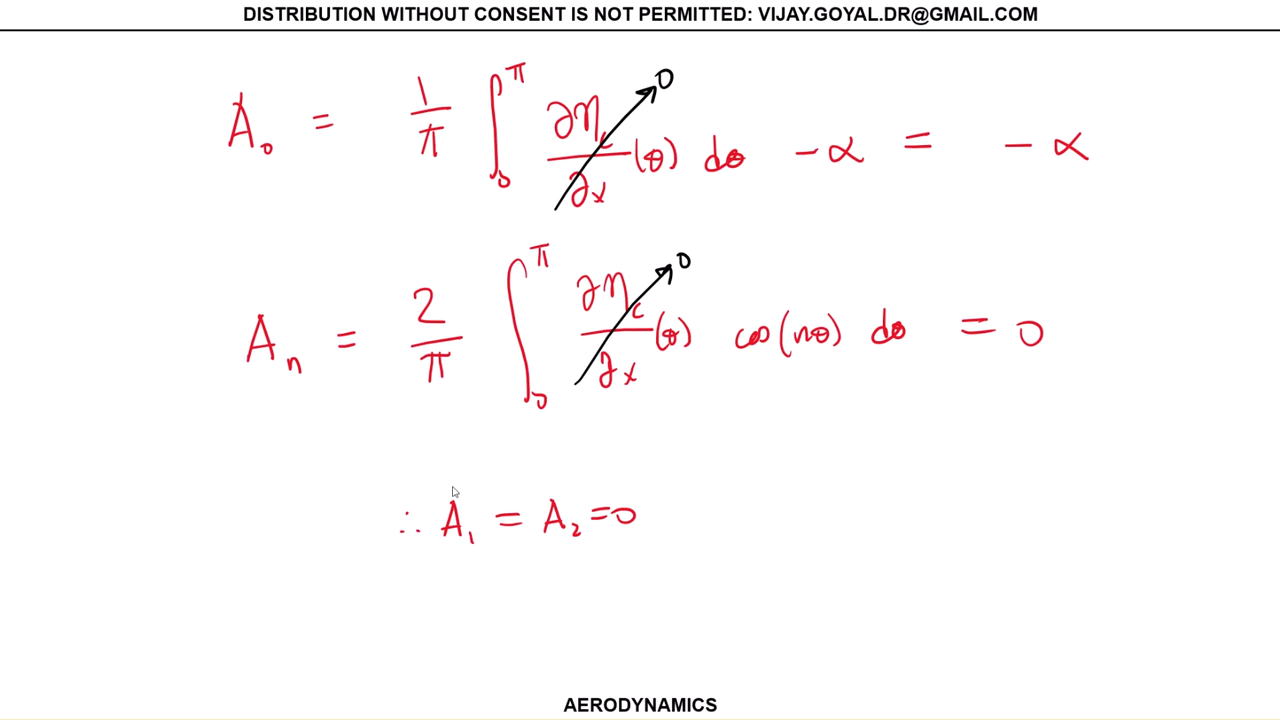 DISTRIBUTION WITHOUT CONSENT IS NOT PERMITTED: VIJAY.GOYAL.DR@GMAIL.COM
A₀ = 1/π ∫₀^π ∂η_c/∂x (θ) dθ - α = - α
0
A_n = 2/π ∫₀^π ∂η_c/∂x (θ) cos(nθ) dθ = 0
0
∴ A₁ = A₂ = 0
AERODYNAMICS